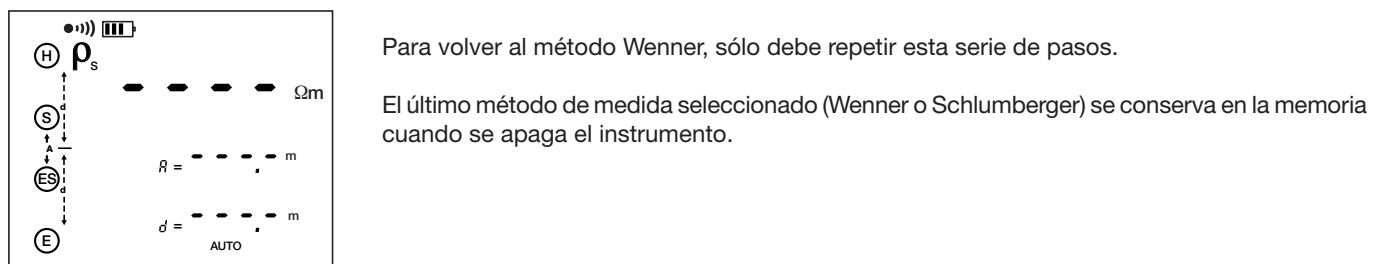 H ρs
- - - - Ωm
d
S
A
A = - - - . - m
ES
d
d = - - - . - m
E
AUTO
Para volver al método Wenner, sólo debe repetir esta serie de pasos.
El último método de medida seleccionado (Wenner o Schlumberger) se conserva en la memoria
cuando se apaga el instrumento.